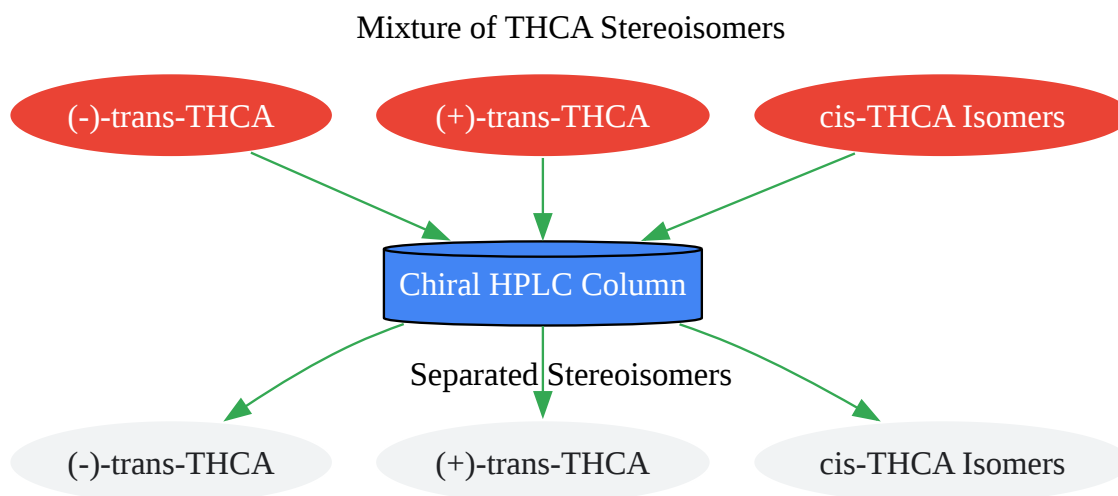 Mixture of THCA Stereoisomers
(-)-trans-THCA
(+)-trans-THCA
cis-THCA Isomers
Chiral HPLC Column
Separated Stereoisomers
(-)-trans-THCA
(+)-trans-THCA
cis-THCA Isomers